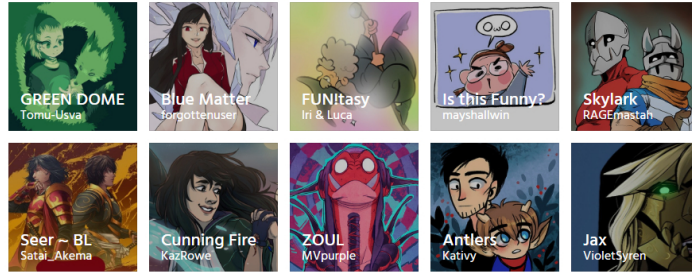 GREEN DOME
Tomu-Usva
Blue Matter
forgottenuser
FUN!tasy
Iri & Luca
Is this Funny?
mayshallwin
Skylark
RAGEmastah
Seer ~ BL
Satai_Akema
Cunning Fire
KazRowe
ZOUL
MVpurple
Antlers
Kativy
Jax
VioletSyren